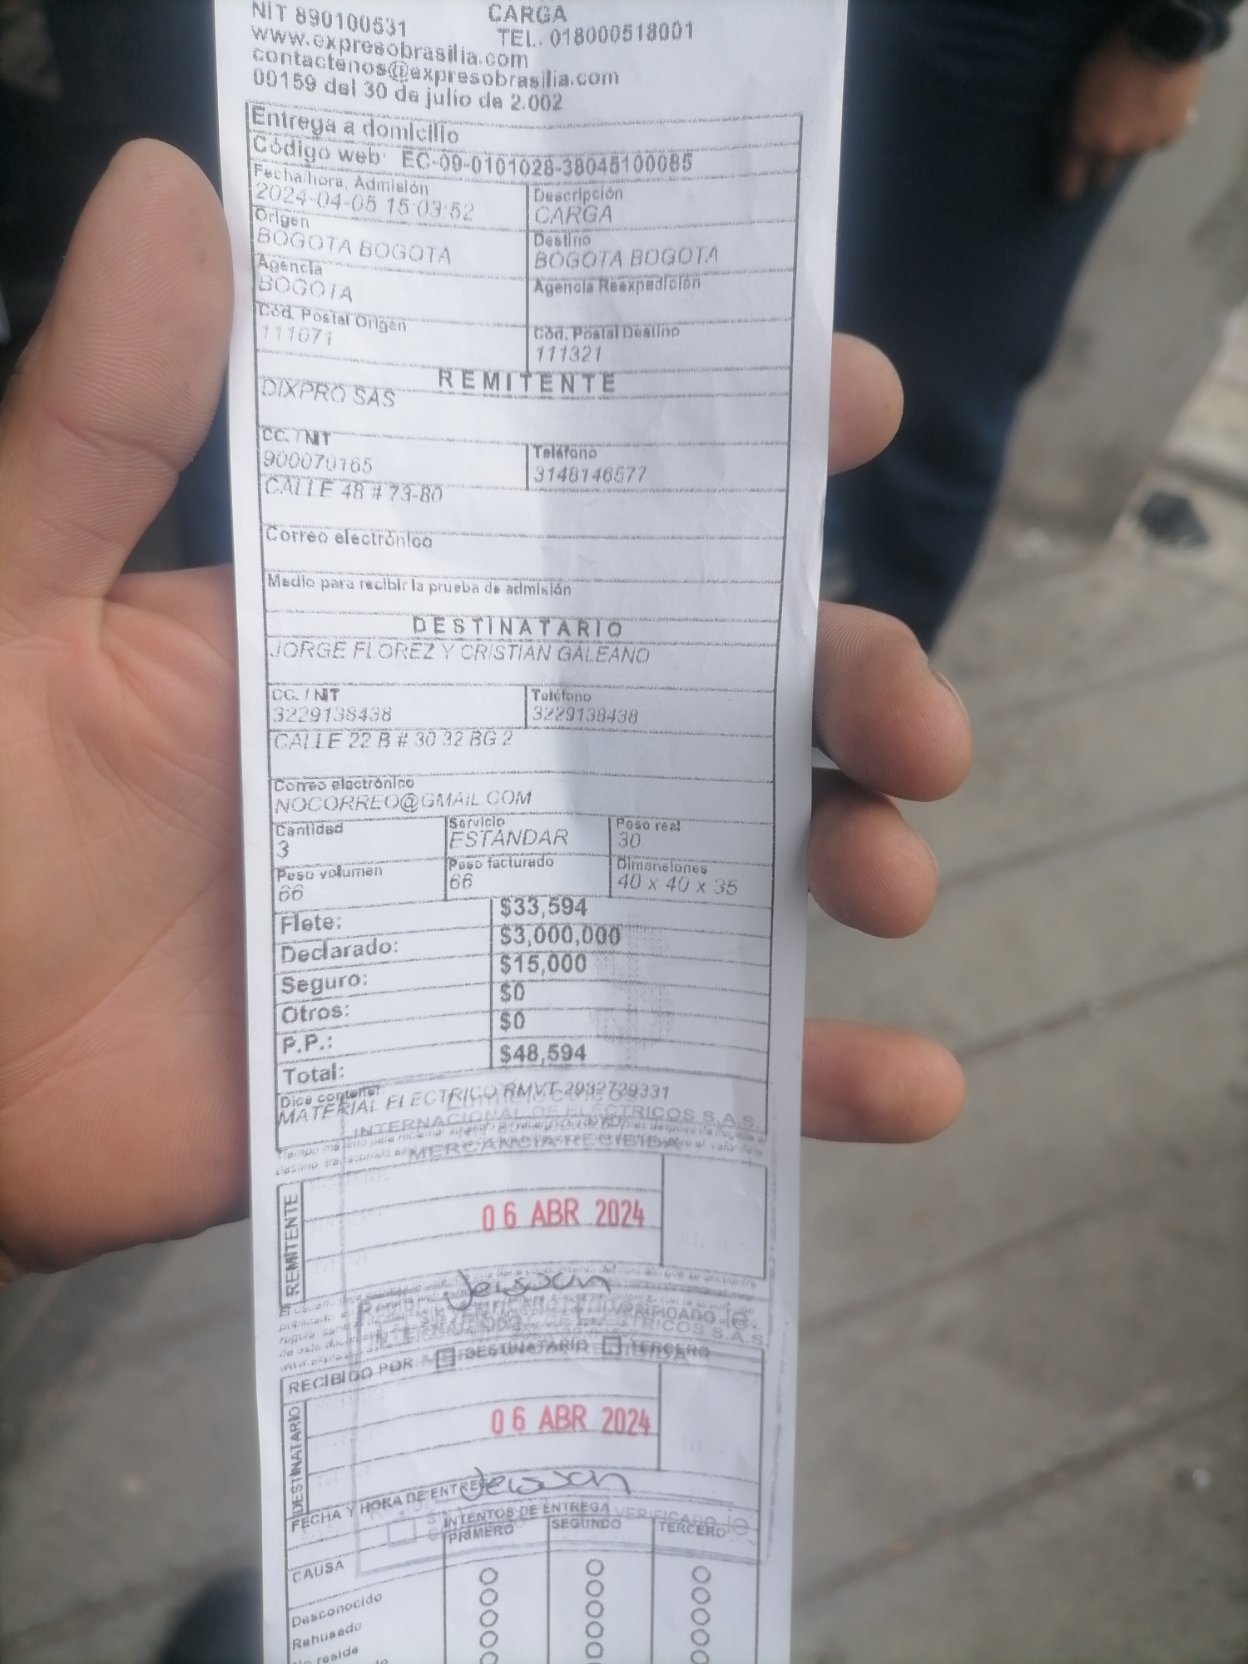 NIT 890100531 CARGA
www.expresobrasilia.com TEL. 018000518001
contactenos@expresobrasilia.com
00159 del 30 de julio de 2.002
Entrega a domicilio
Código web: EC-09-0101028-38045100085
Fecha/hora, Admisión
2024-04-05 15:03:52
Descripción
CARGA
Origen
BOGOTA BOGOTA
Destino
BOGOTA BOGOTA
Agencia
BOGOTA
Agencia Reexpedición
Cód. Postal Origen
111071
Cód. Postal Destino
111321
REMITENTE
DIXPRO SAS
CC. / NIT
900070165
Teléfono
3148146577
CALLE 48 # 73-80
Correo electrónico
Medio para recibir la prueba de admisión
DESTINATARIO
JORGE FLOREZ Y CRISTIAN GALEANO
CC. / NIT
3229138438
Teléfono
3229138438
CALLE 22 B # 30 32 BG 2
Correo electrónico
NOCORREO@GMAIL.COM
Cantidad
3
Servicio
ESTANDAR
Peso real
30
Peso volumen
66
Peso facturado
66
Dimensiones
40 x 40 x 35
Flete: $33,594
Declarado: $3,000,000
Seguro: $15,000
Otros: $0
P.P.: $0
Total: $48,594
Dice contener
MATERIAL ELECTRICO RMVT-2932729331
INTERNACIONAL DE ELECTRICOS S.A.S.
MERCANCIA RECIBIDA
REMITENTE
06 ABR 2024
Jeisson
RECIBIDO POR DESTINATARIO TERCERO
DESTINATARIO
06 ABR 2024
Jeisson
FECHA Y HORA DE ENTREGA
INTENTOS DE ENTREGA
VERIFICADO
CAUSA PRIMERO SEGUNDO TERCERO
Desconocido
Rehusado
No reside